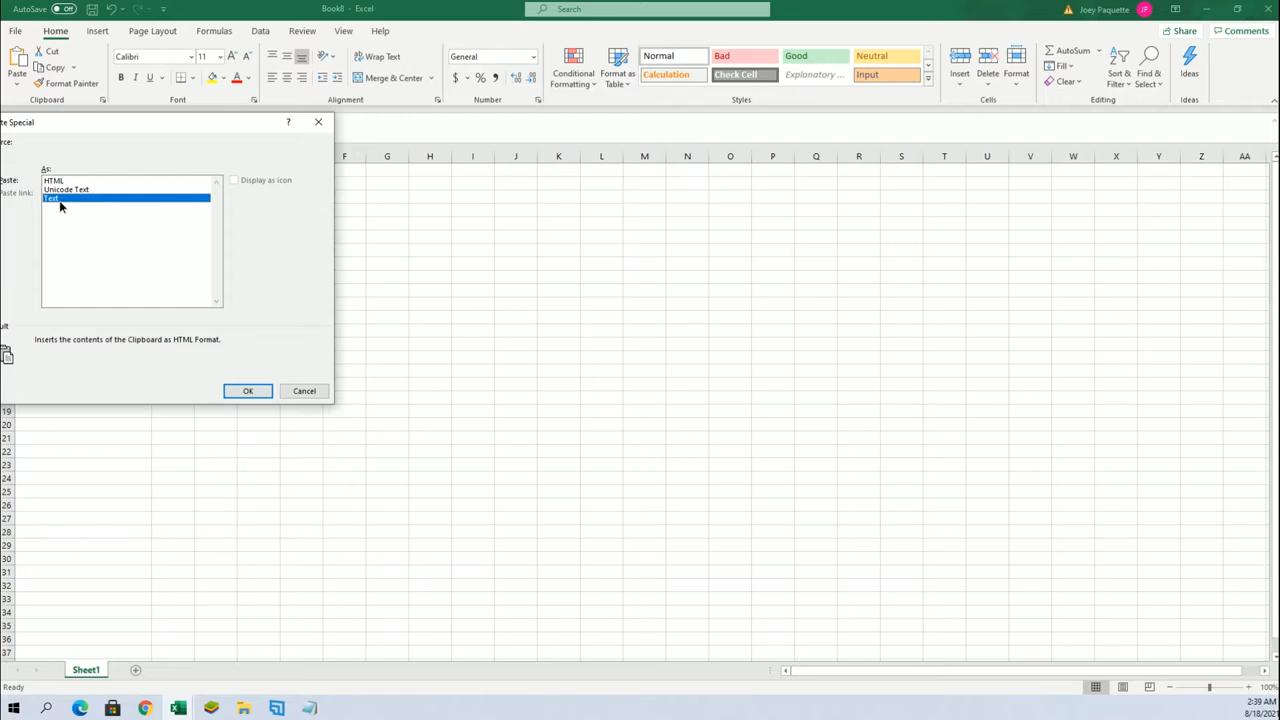 AutoSave Off Book8 - Excel Search Joey Paquette JP
File Home Insert Page Layout Formulas Data Review View Help Share Comments
Paste Cut Copy Format Painter Clipboard
Calibri 11 B I U A A A Font
Wrap Text Merge & Center Alignment
General $ % Number
Conditional Formatting Format as Table
Normal Bad Good Neutral
Calculation Check Cell Explanatory ... Input
Styles
Insert Delete Format Cells
AutoSum Fill Clear Sort & Filter Find & Select Editing
Ideas Ideas
te Special ?
rce:
As:
Paste: HTML Display as icon
Paste link: Unicode Text
Text
ult
Inserts the contents of the Clipboard as HTML Format.
OK Cancel
F G H I J K L M N O P Q R S T U V W X Y Z AA
19
20
21
22
23
24
25
26
27
28
29
30
31
32
33
34
35
36
37
Sheet1
Ready 100%
2:39 AM
8/18/2021